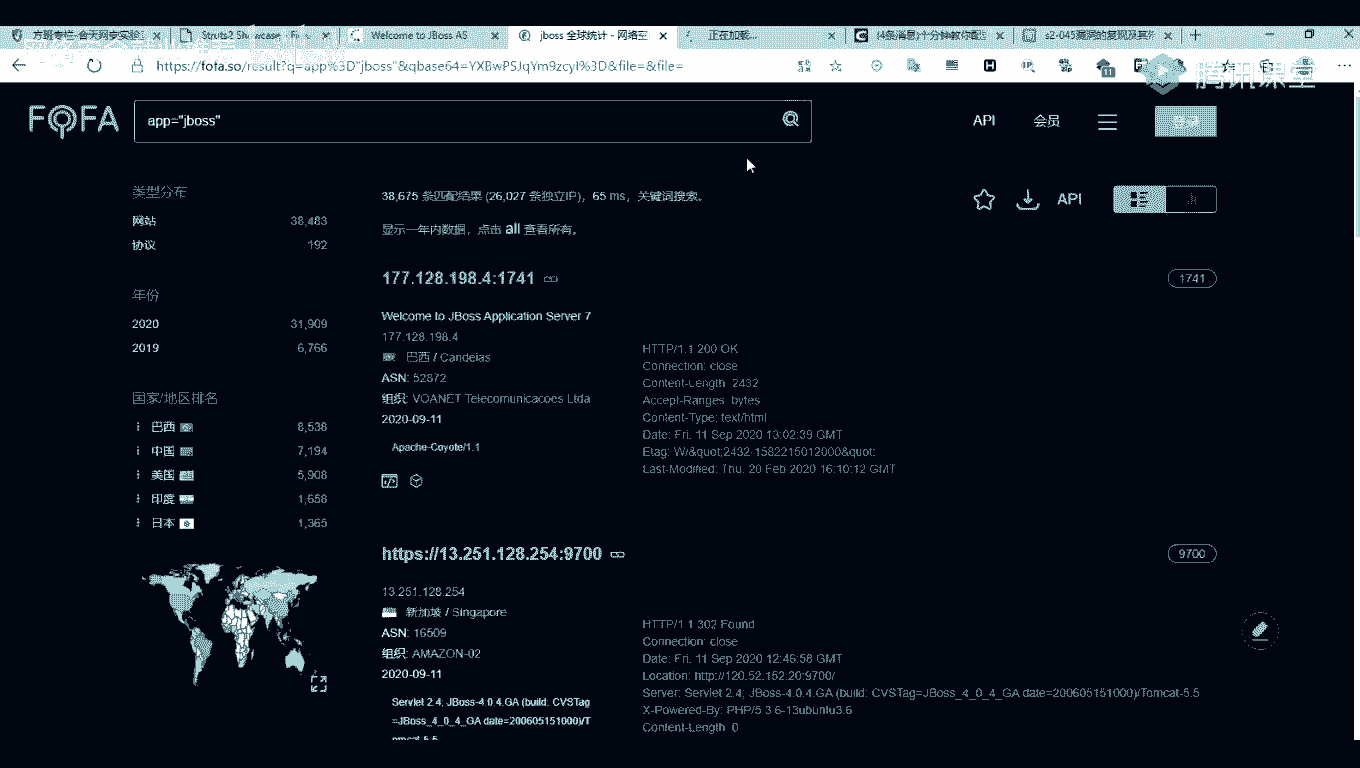 方班专栏-合天网安实验
Struts2 Showcase
Welcome to JBoss AS
jboss 全球统计 - 网络空
正在加载...
(4条消息)十分钟教你配
s2-045漏洞的复现及其
https://fofa.so/result?q=app%3D"jboss"&qbase64=YXBwPSJqYm9zcyI%3D&file=&file=
腾讯课堂
FOFA
app="jboss"
API
会员
登录
类型分布
网站 38,483
协议 192
年份
2020 31,909
2019 6,766
国家/地区排名
巴西 8,538
中国 7,194
美国 5,908
印度 1,658
日本 1,365
38,675 条匹配结果 (26,027 条独立IP)，65 ms，关键词搜索。
显示一年内数据，点击 all 查看所有。
API
177.128.198.4:1741
1741
Welcome to JBoss Application Server 7
177.128.198.4
巴西 / Candeias
ASN: 52872
组织: VOANET Telecomunicacoes Ltda
2020-09-11
Apache-Coyote/1.1
HTTP/1.1 200 OK
Connection: close
Content-Length: 2432
Accept-Ranges: bytes
Content-Type: text/html
Date: Fri, 11 Sep 2020 13:02:39 GMT
Etag: W/&quot;2432-1582215012000&quot;
Last-Modified: Thu, 20 Feb 2020 16:10:12 GMT
https://13.251.128.254:9700
9700
13.251.128.254
新加坡 / Singapore
ASN: 16509
组织: AMAZON-02
2020-09-11
Servlet 2.4; JBoss-4.0.4.GA (build: CVSTag
=JBoss_4_0_4_GA date=200605151000)/T
omcat-5.5
HTTP/1.1 302 Found
Connection: close
Date: Fri, 11 Sep 2020 12:46:58 GMT
Location: http://120.52.152.20:9700/
Server: Servlet 2.4; JBoss-4.0.4.GA (build: CVSTag=JBoss_4_0_4_GA date=200605151000)/Tomcat-5.5
X-Powered-By: PHP/5.3.6-13ubuntu3.6
Content-Length: 0